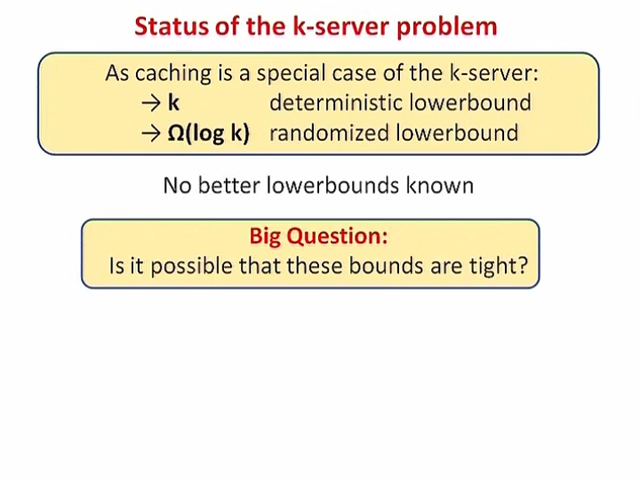 Status of the k-server problem
As caching is a special case of the k-server:
→ k deterministic lowerbound
→ Ω(log k) randomized lowerbound
No better lowerbounds known
Big Question:
Is it possible that these bounds are tight?